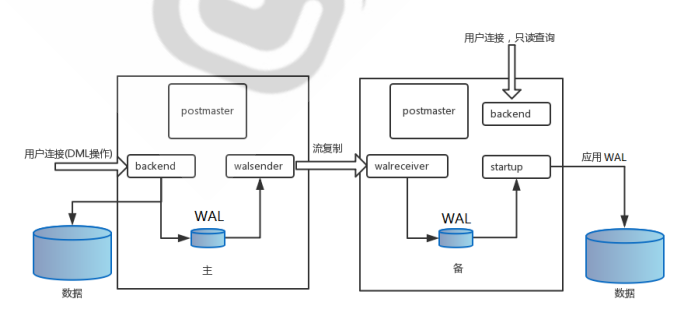 用户连接，只读查询
postmaster
postmaster
backend
用户连接(DML操作)
backend
walsender
流复制
walreceiver
startup
应用 WAL
WAL
WAL
主
备
数据
数据